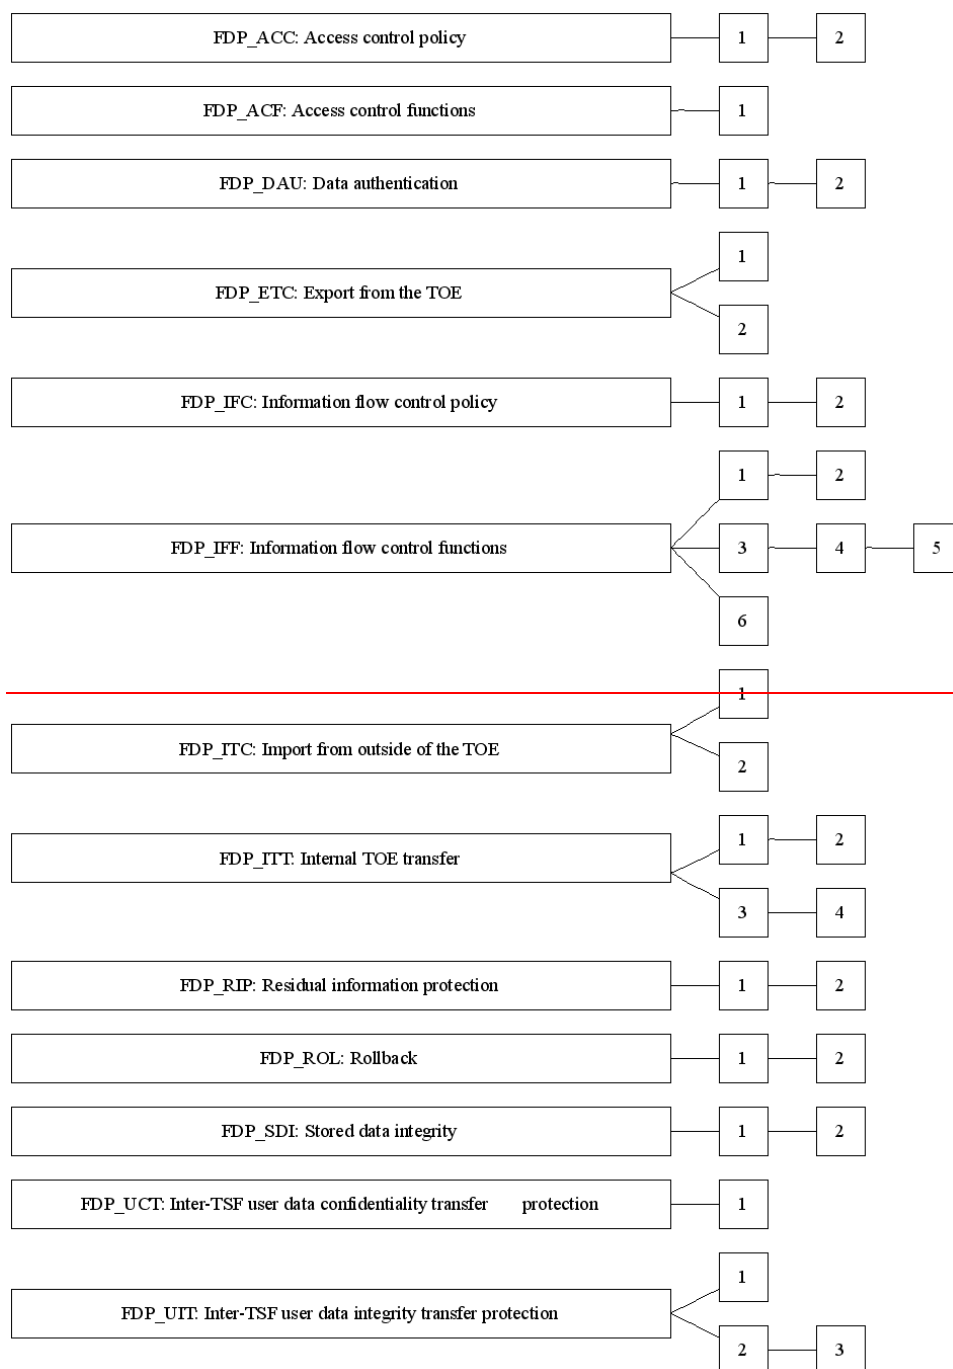 FDP_ACC: Access control policy 1 2
FDP_ACF: Access control functions 1
FDP_DAU: Data authentication 1 2
1
FDP_ETC: Export from the TOE
2
FDP_IFC: Information flow control policy 1 2
1 2
FDP_IFF: Information flow control functions 3 4 5
6
1
FDP_ITC: Import from outside of the TOE
2
1 2
FDP_ITT: Internal TOE transfer
3 4
FDP_RIP: Residual information protection 1 2
FDP_ROL: Rollback 1 2
FDP_SDI: Stored data integrity 1 2
FDP_UCT: Inter-TSF user data confidentiality transfer protection 1
1
FDP_UIT: Inter-TSF user data integrity transfer protection
2 3